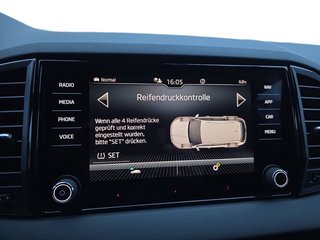 Normal 16:05
RADIO
MEDIA
PHONE
VOICE
Reifendruckkontrolle
Wenn alle 4 Reifendrücke
geprüft und korrekt
eingestellt wurden,
bitte "SET" drücken.
SET
NAV
APP
CAR
MENU